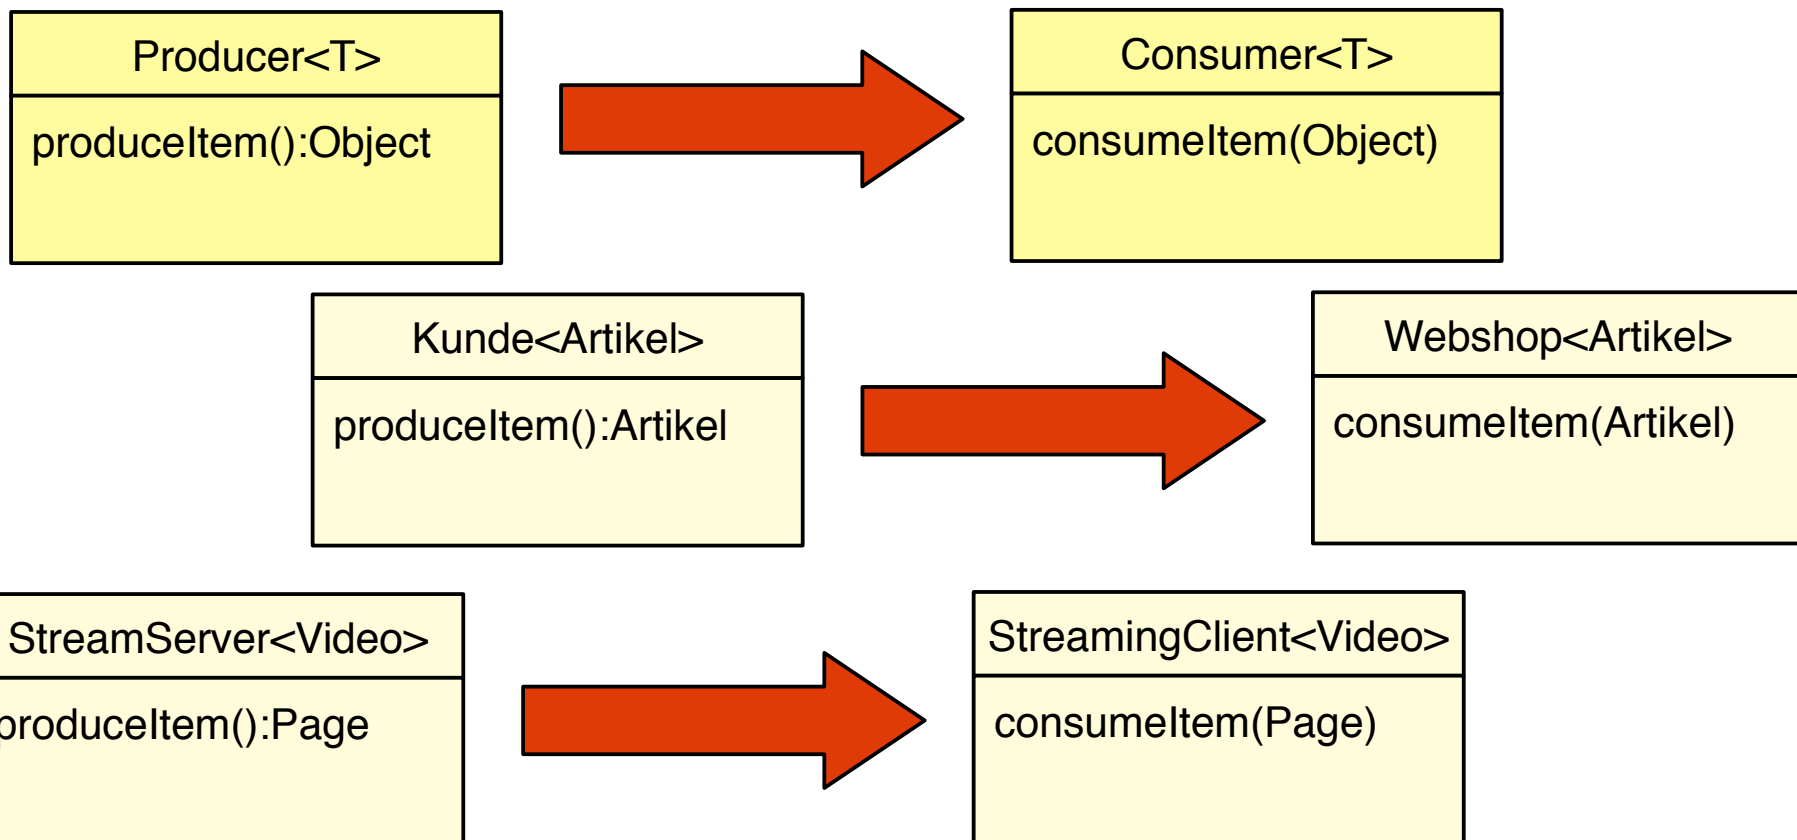 Producer<T>
produceItem():Object
Consumer<T>
consumeItem(Object)
Kunde<Artikel>
produceItem():Artikel
Webshop<Artikel>
consumeItem(Artikel)
StreamServer<Video>
produceItem():Page
StreamingClient<Video>
consumeItem(Page)